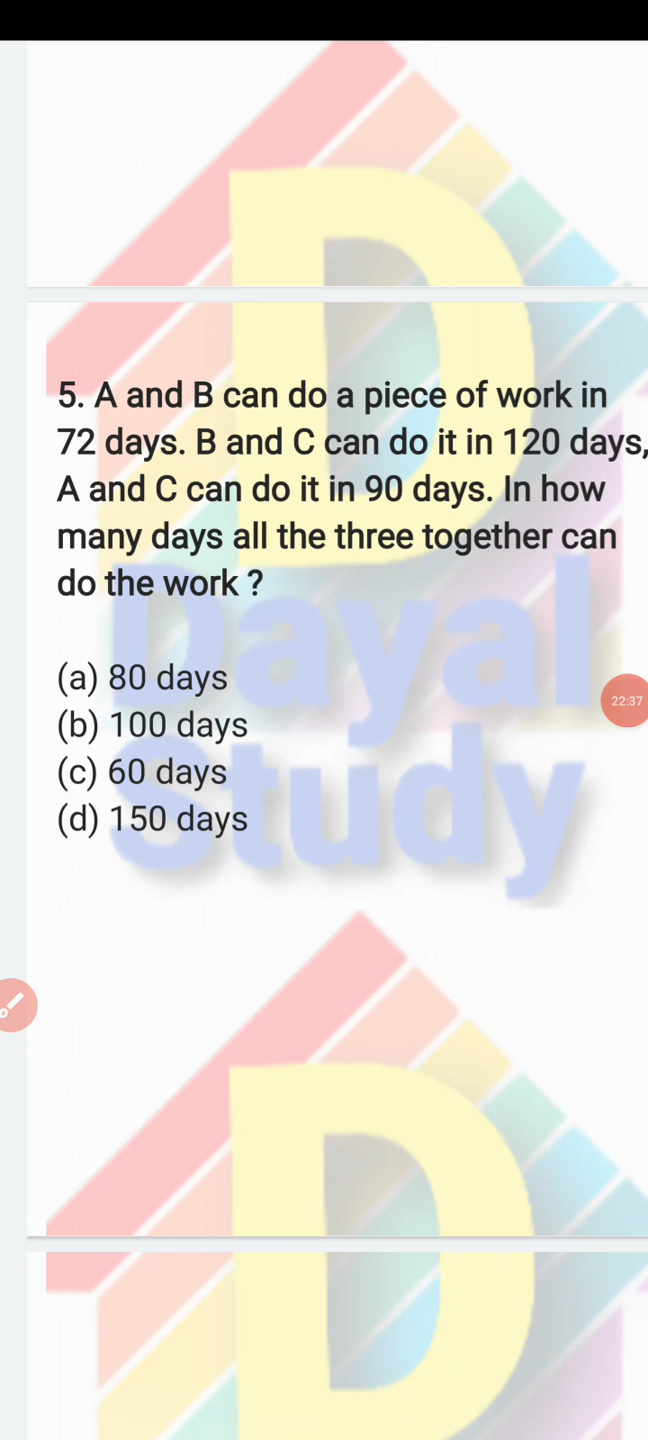 5. A and B can do a piece of work in
72 days. B and C can do it in 120 days,
A and C can do it in 90 days. In how
many days all the three together can
do the work ?
(a) 80 days
(b) 100 days
(c) 60 days
(d) 150 days
Dayal
Study
D
D
D
22:37